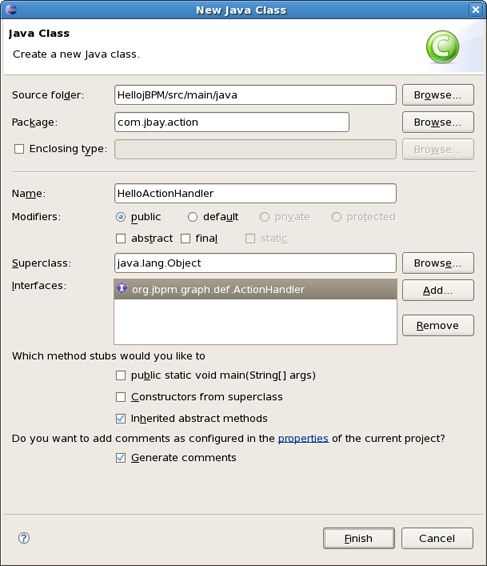 New Java Class
Java Class
Create a new Java class.
C
Source folder: HellojBPM/src/main/java Browse...
Package: com.jbay.action Browse...
Enclosing type: Browse...
Name: HelloActionHandler
Modifiers: public default private protected
abstract final static
Superclass: java.lang.Object Browse...
Interfaces: I org.jbpm.graph.def.ActionHandler Add...
Remove
Which method stubs would you like to
public static void main(String[] args)
Constructors from superclass
Inherited abstract methods
Do you want to add comments as configured in the properties of the current project?
Generate comments
? Finish Cancel